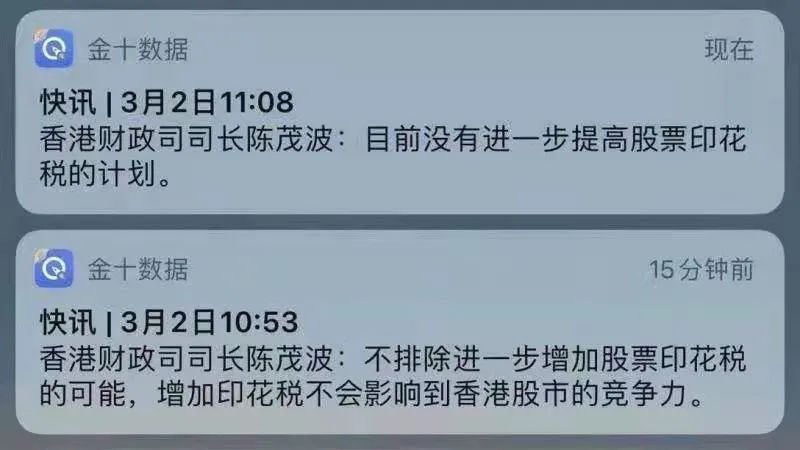 金十数据 现在
快讯 | 3月2日11:08
香港财政司司长陈茂波：目前没有进一步提高股票印花
税的计划。
金十数据 15分钟前
快讯 | 3月2日10:53
香港财政司司长陈茂波：不排除进一步增加股票印花税
的可能，增加印花税不会影响到香港股市的竞争力。